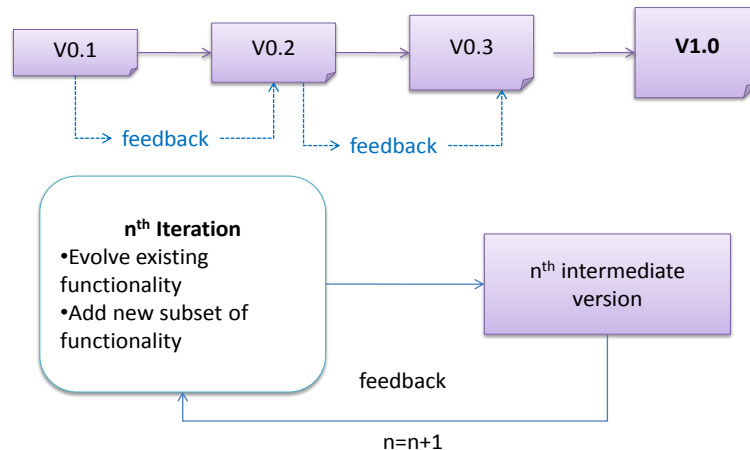 V0.1
V0.2
V0.3
V1.0
feedback
feedback
nth Iteration
•Evolve existing
functionality
•Add new subset of
functionality
nth intermediate
version
feedback
n=n+1